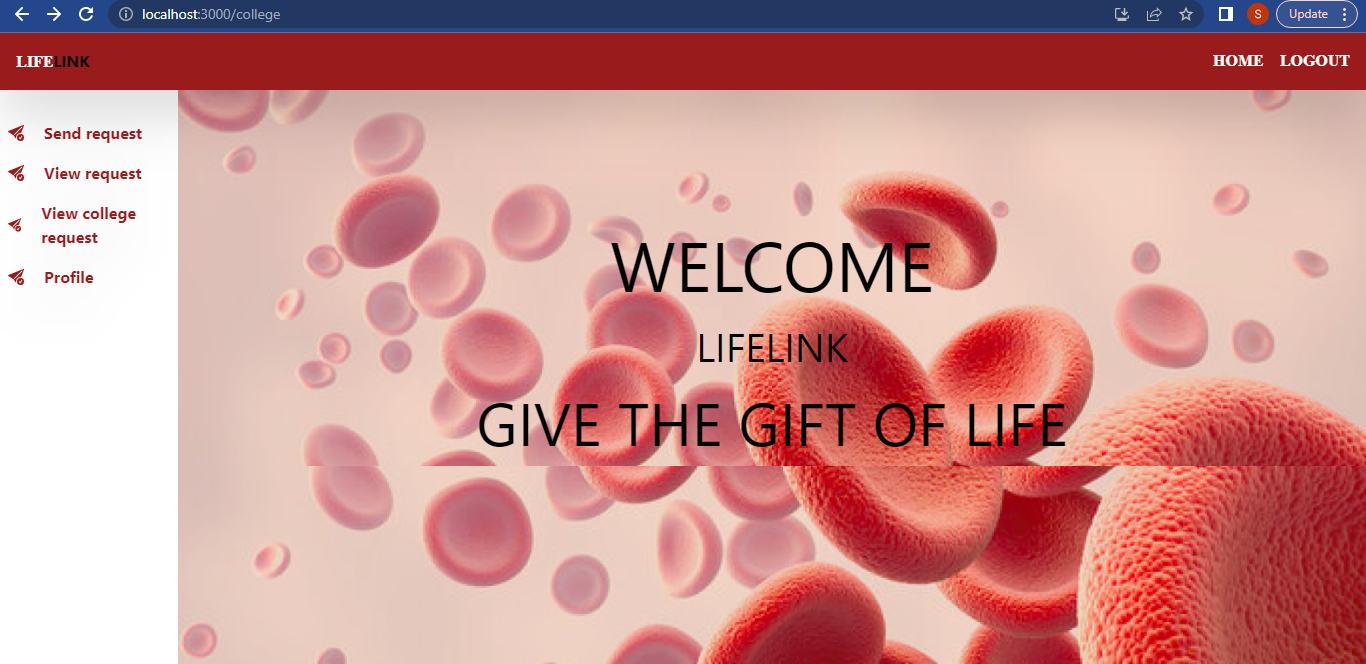 localhost:3000/college
S
Update
LIFELINK
HOME
LOGOUT
Send request
View request
View college
request
Profile
WELCOME
LIFELINK
GIVE THE GIFT OF LIFE